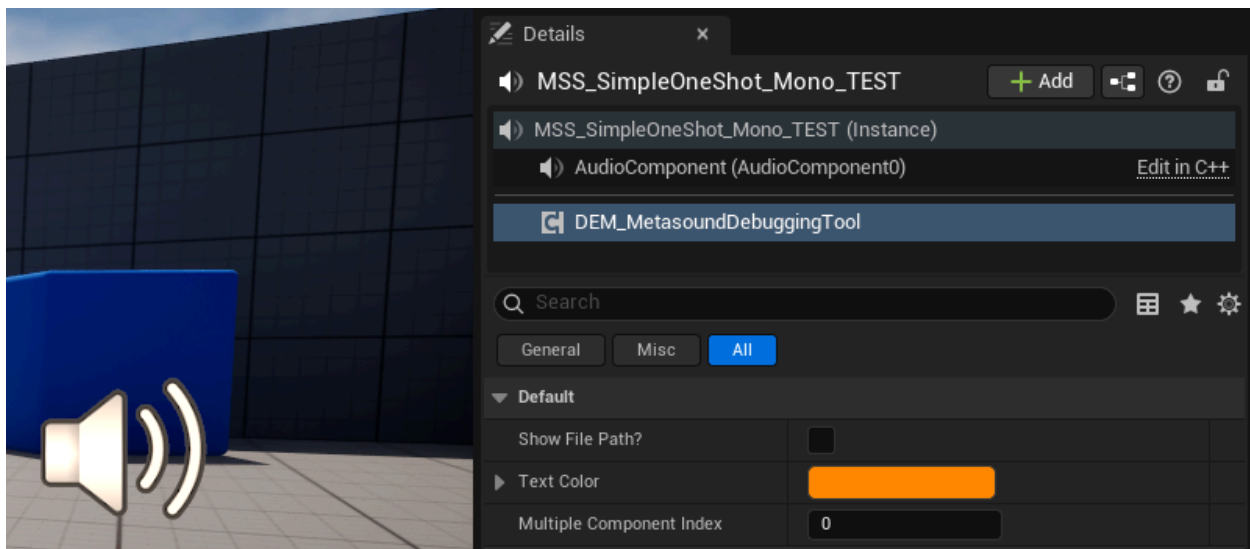 Details
MSS_SimpleOneShot_Mono_TEST
Add
MSS_SimpleOneShot_Mono_TEST (Instance)
AudioComponent (AudioComponent0) Edit in C++
DEM_MetasoundDebuggingTool
Search
General Misc All
Default
Show File Path?
Text Color
Multiple Component Index 0